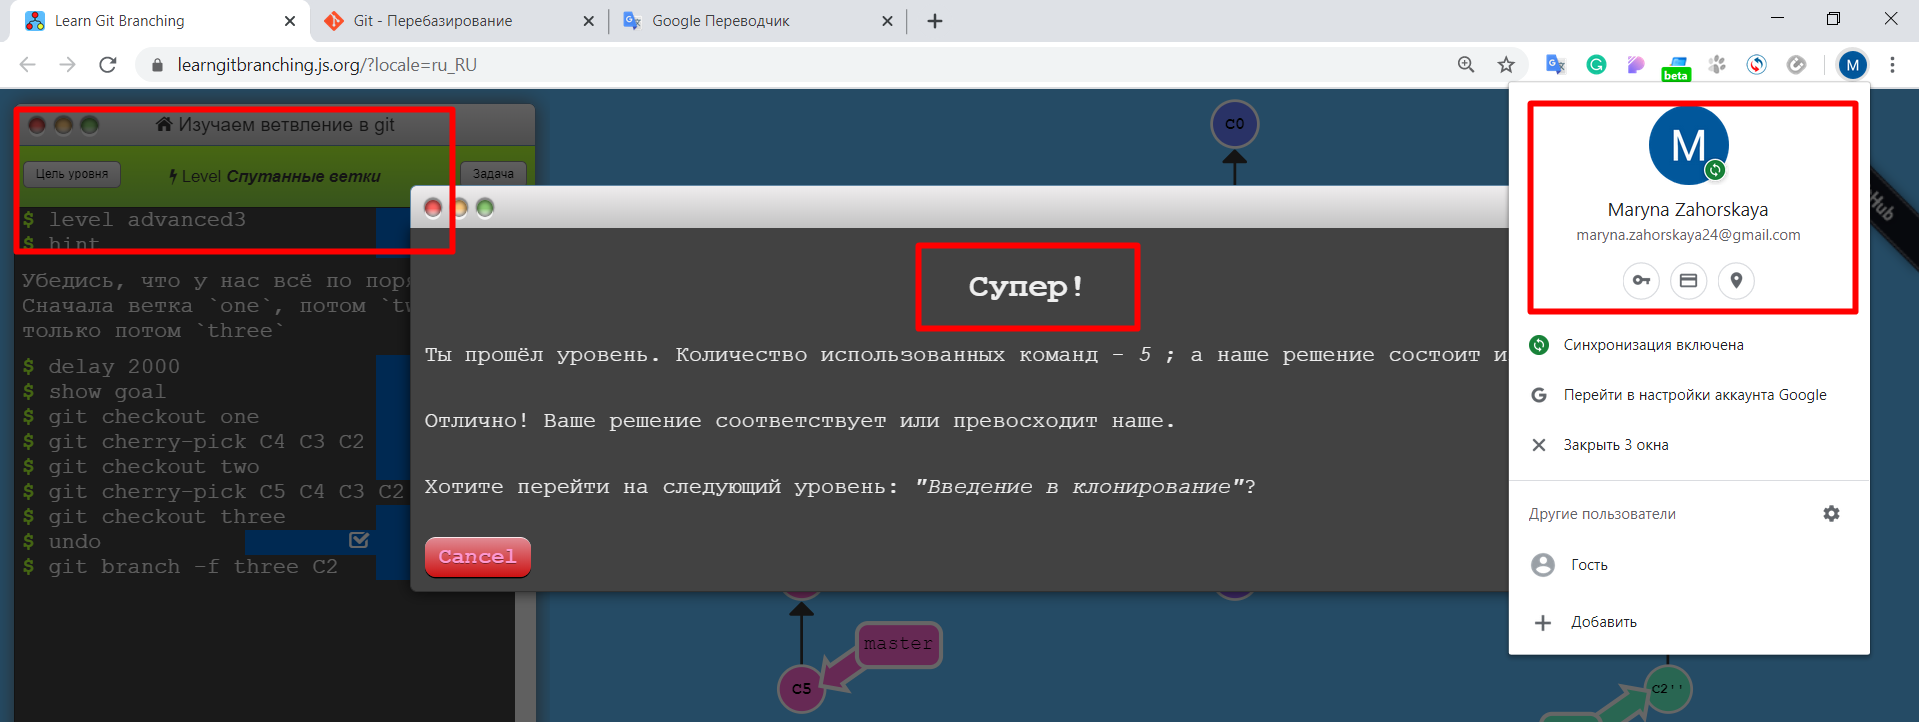 Learn Git Branching
Git - Перебазирование
Google Переводчик
learngitbranching.js.org/?locale=ru_RU
beta
M
Изучаем ветвление в git
Цель уровня
Level Спутанные ветки
Задача
$ level advanced3
$ hint
Убедись, что у нас всё по
Сначала ветка `one`, потом
только потом `three`
$ delay 2000
$ show goal
$ git checkout one
$ git cherry-pick C4 C3 C2
$ git checkout two
$ git cherry-pick C5 C4 C3 C2
$ git checkout three
$ undo
$ git branch -f three C2
C0
Супер!
Ты прошёл уровень. Количество использованных команд - 5 ; а наше решение состоит и
Отлично! Ваше решение соответствует или превосходит наше.
Хотите перейти на следующий уровень: "Введение в клонирование"?
Cancel
master
C5
C2''
Hub
M
Maryna Zahorskaya
maryna.zahorskaya24@gmail.com
Синхронизация включена
Перейти в настройки аккаунта Google
Закрыть 3 окна
Другие пользователи
Гость
Добавить